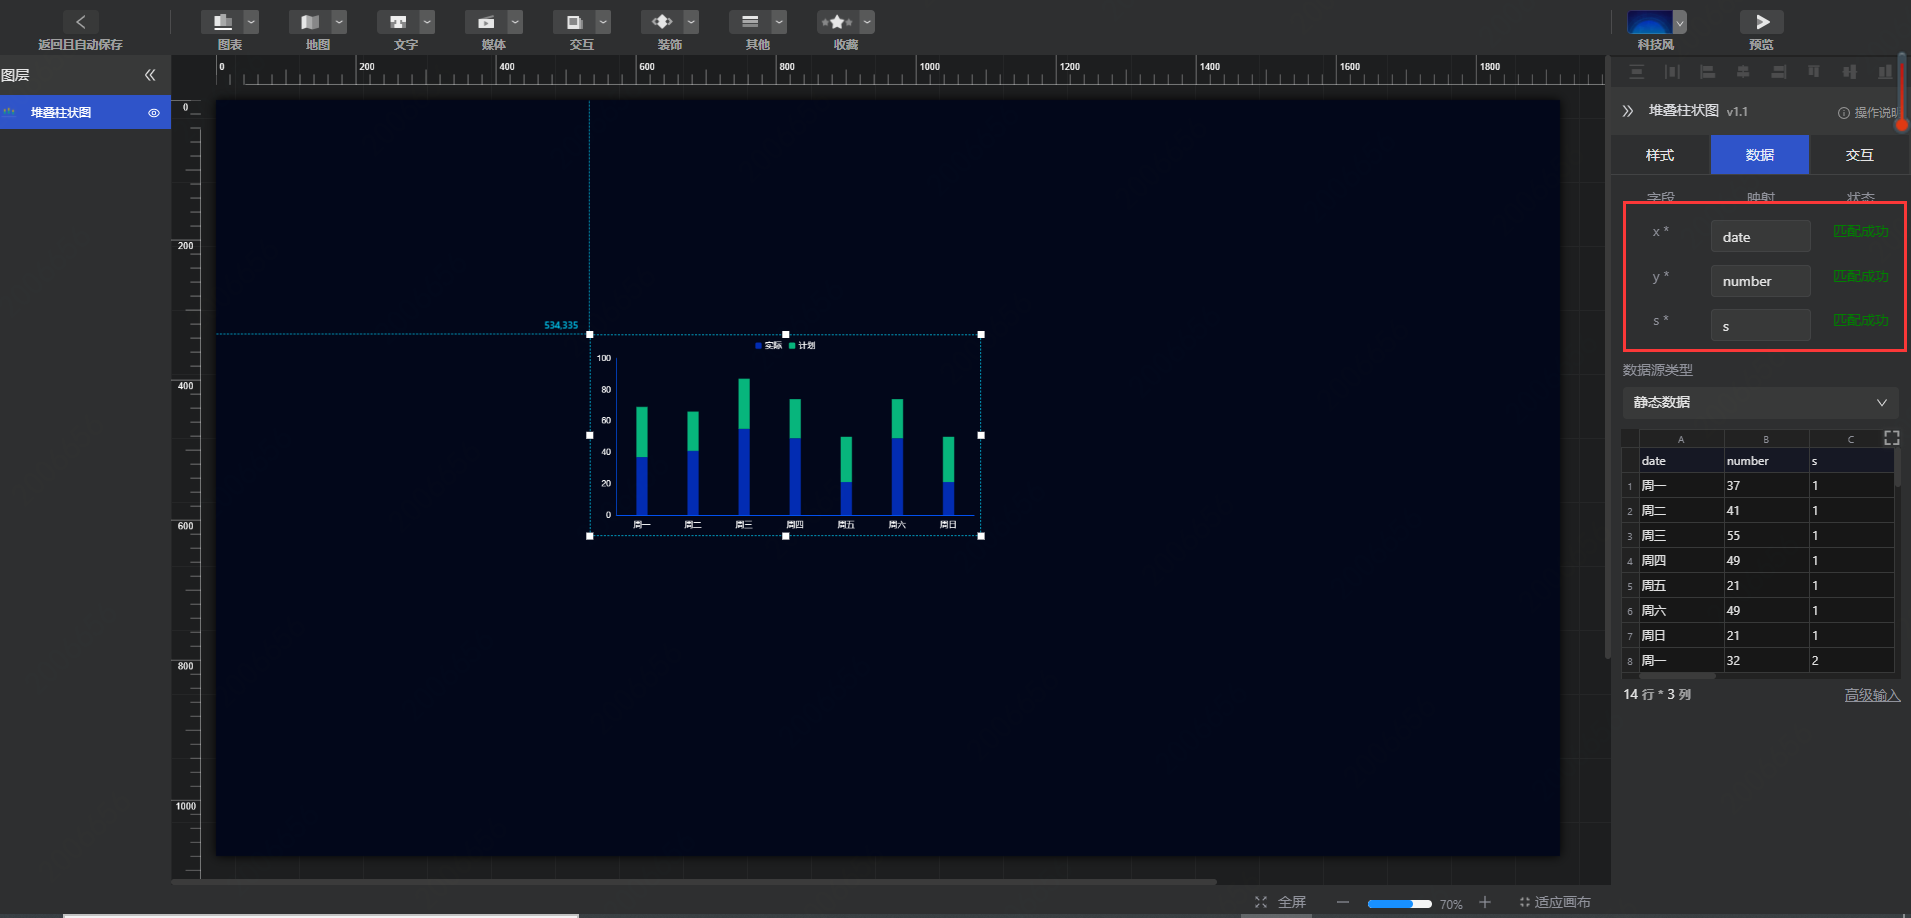 返回且自动保存
图表
地图
文字
媒体
交互
装饰
其他
收藏
科技风
预览
图层
堆叠柱状图
0
200
400
600
800
1000
1200
1400
1600
1800
0
200
400
600
800
1000
534,335
实际 计划
100
80
60
40
20
0
周一 周二 周三 周四 周五 周六 周日
堆叠柱状图 v1.1
操作说明
样式 数据 交互
字段 映射 状态
x * date 匹配成功
y * number 匹配成功
s * s 匹配成功
数据源类型
静态数据
A B C
date number s
1 周一 37 1
2 周二 41 1
3 周三 55 1
4 周四 49 1
5 周五 21 1
6 周六 49 1
7 周日 21 1
8 周一 32 2
14 行 * 3 列
高级输入
全屏
70%
适应画布